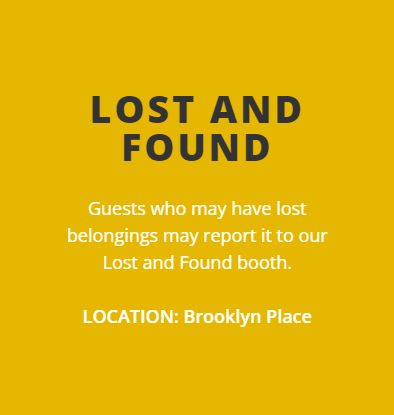 LOST AND
FOUND
Guests who may have lost
belongings may report it to our
Lost and Found booth.
LOCATION: Brooklyn Place